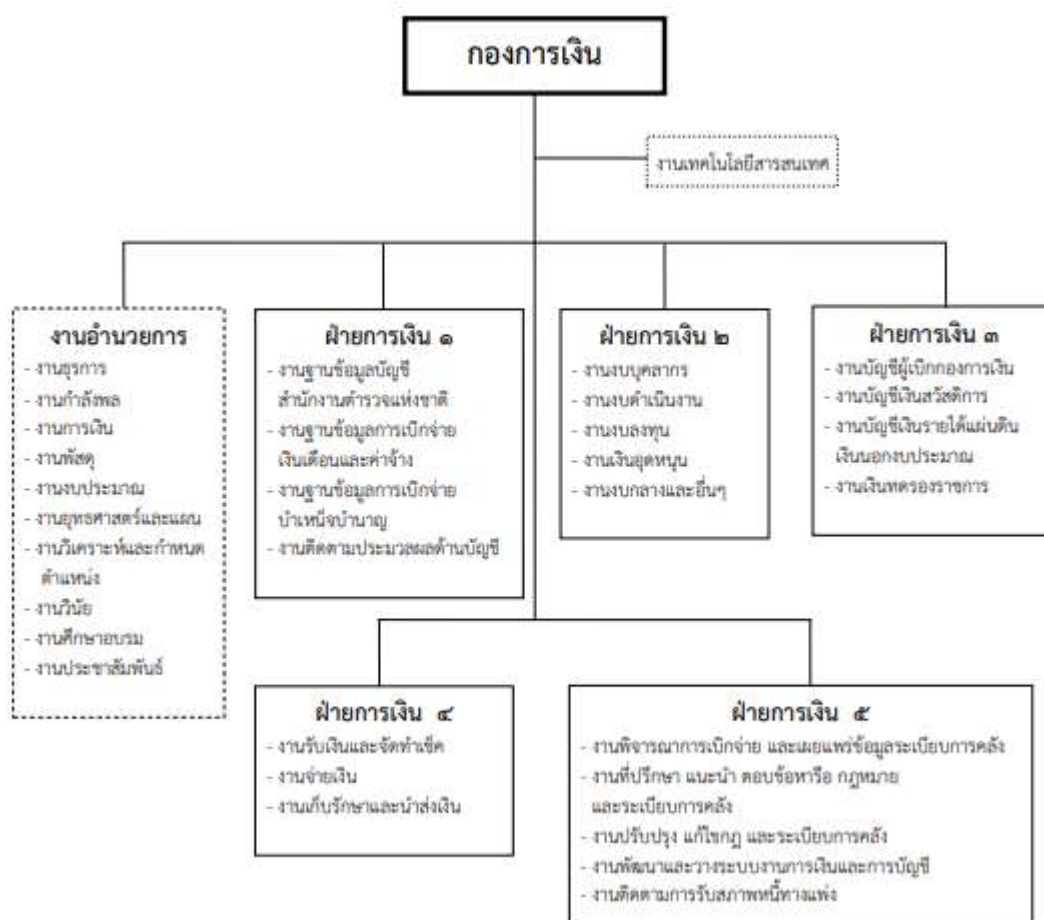 กองการเงิน
งานเทคโนโลยีสารสนเทศ
งานอำนวยการ
- งานธุรการ
- งานกำลังพล
- งานการเงิน
- งานพัสดุ
- งานงบประมาณ
- งานยุทธศาสตร์และแผน
- งานวิเคราะห์และกำหนด
ตำแหน่ง
- งานวินัย
- งานศึกษาอบรม
- งานประชาสัมพันธ์
ฝ่ายการเงิน ๑
- งานฐานข้อมูลบัญชี
สำนักงานตำรวจแห่งชาติ
- งานฐานข้อมูลการเบิกจ่าย
เงินเดือนและค่าจ้าง
- งานฐานข้อมูลการเบิกจ่าย
บำเหน็จบำนาญ
- งานติดตามประมวลผลด้านบัญชี
ฝ่ายการเงิน ๒
- งานงบบุคลากร
- งานงบดำเนินงาน
- งานงบลงทุน
- งานเงินอุดหนุน
- งานงบกลางและอื่นๆ
ฝ่ายการเงิน ๓
- งานบัญชีผู้เบิกกองการเงิน
- งานบัญชีเงินสวัสดิการ
- งานบัญชีเงินรายได้แผ่นดิน
เงินนอกงบประมาณ
- งานเงินทดรองราชการ
ฝ่ายการเงิน ๔
- งานรับเงินและจัดทำเช็ค
- งานจ่ายเงิน
- งานเก็บรักษาและนำส่งเงิน
ฝ่ายการเงิน ๕
- งานพิจารณาการเบิกจ่าย และเผยแพร่ข้อมูลระเบียบการคลัง
- งานที่ปรึกษา แนะนำ ตอบข้อหารือ กฎหมาย
และระเบียบการคลัง
- งานปรับปรุง แก้ไขกฎ และระเบียบการคลัง
- งานพัฒนาและวางระบบงานการเงินและการบัญชี
- งานติดตามการรับสภาพหนี้ทางแพ่ง